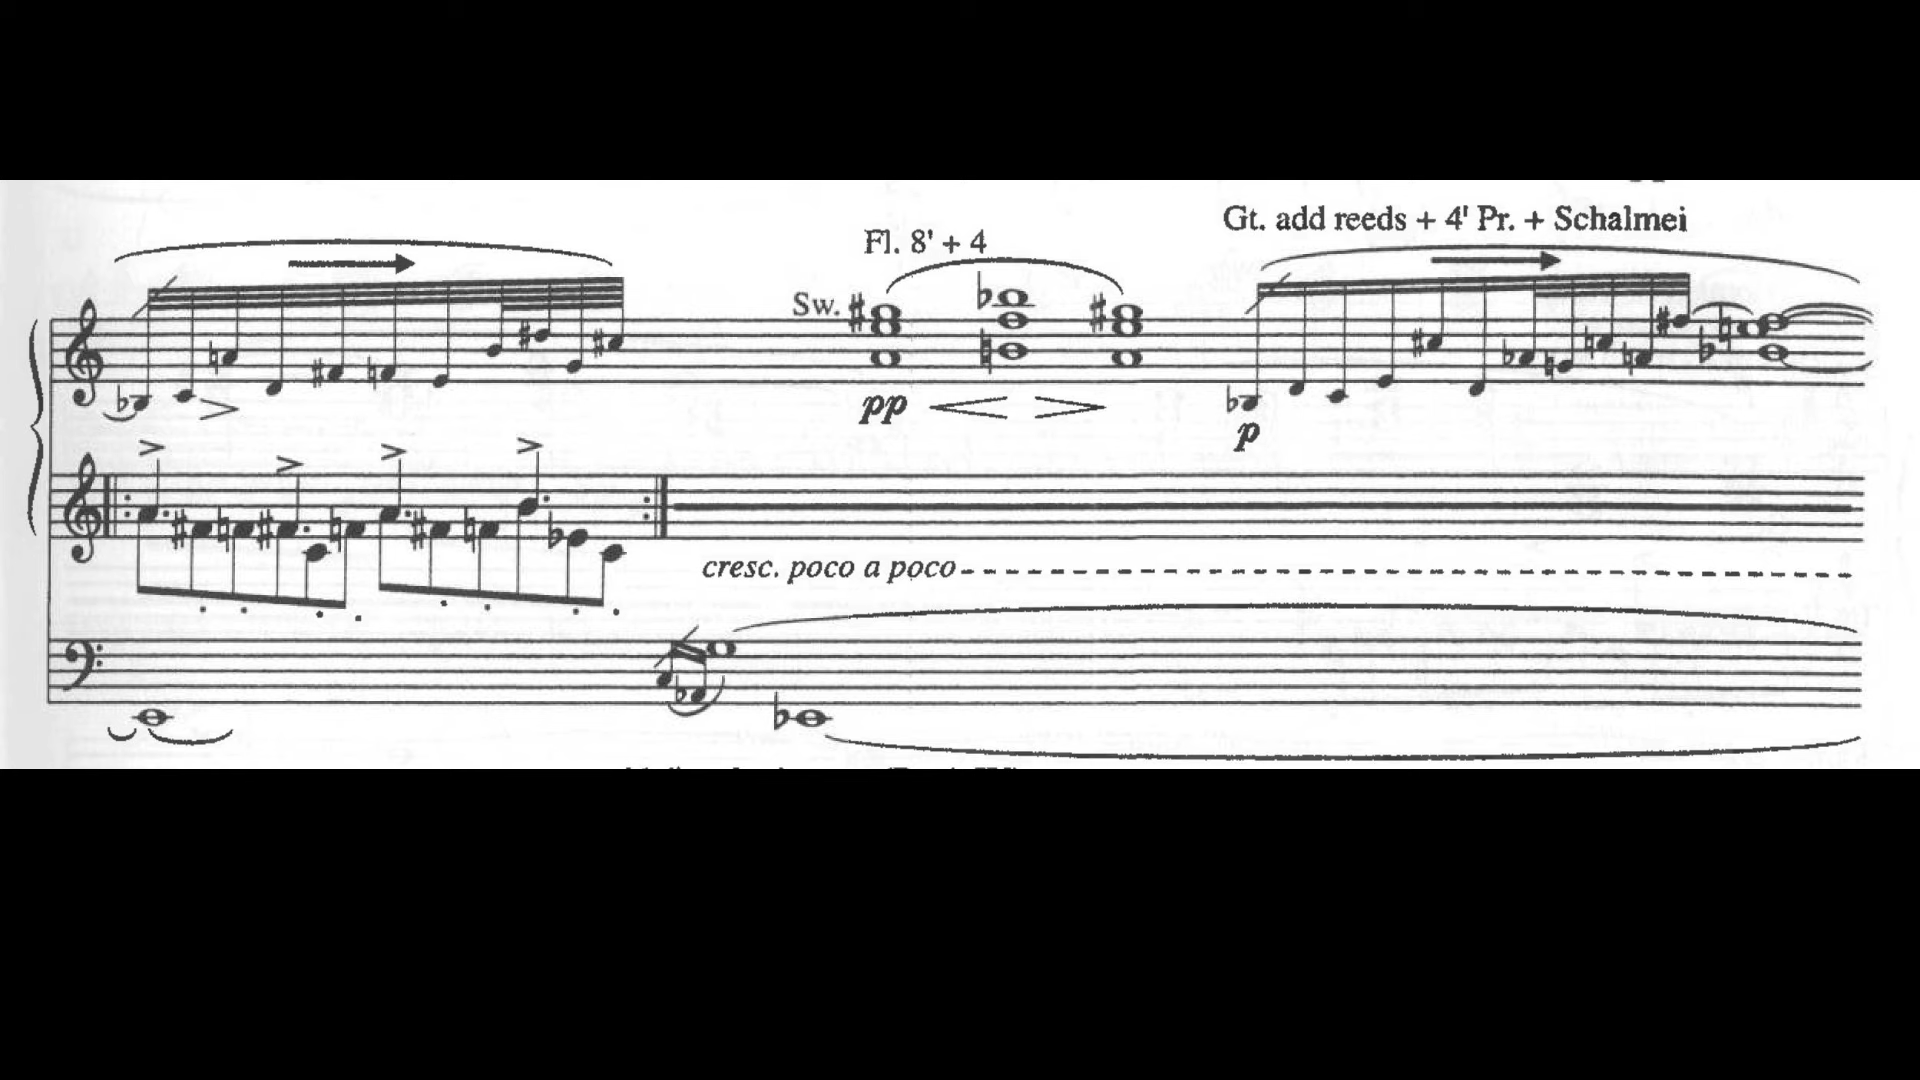 Gt. add reeds + 4' Pr. + Schalmei
Fl. 8' + 4
Sw.
pp
p
cresc. poco a poco